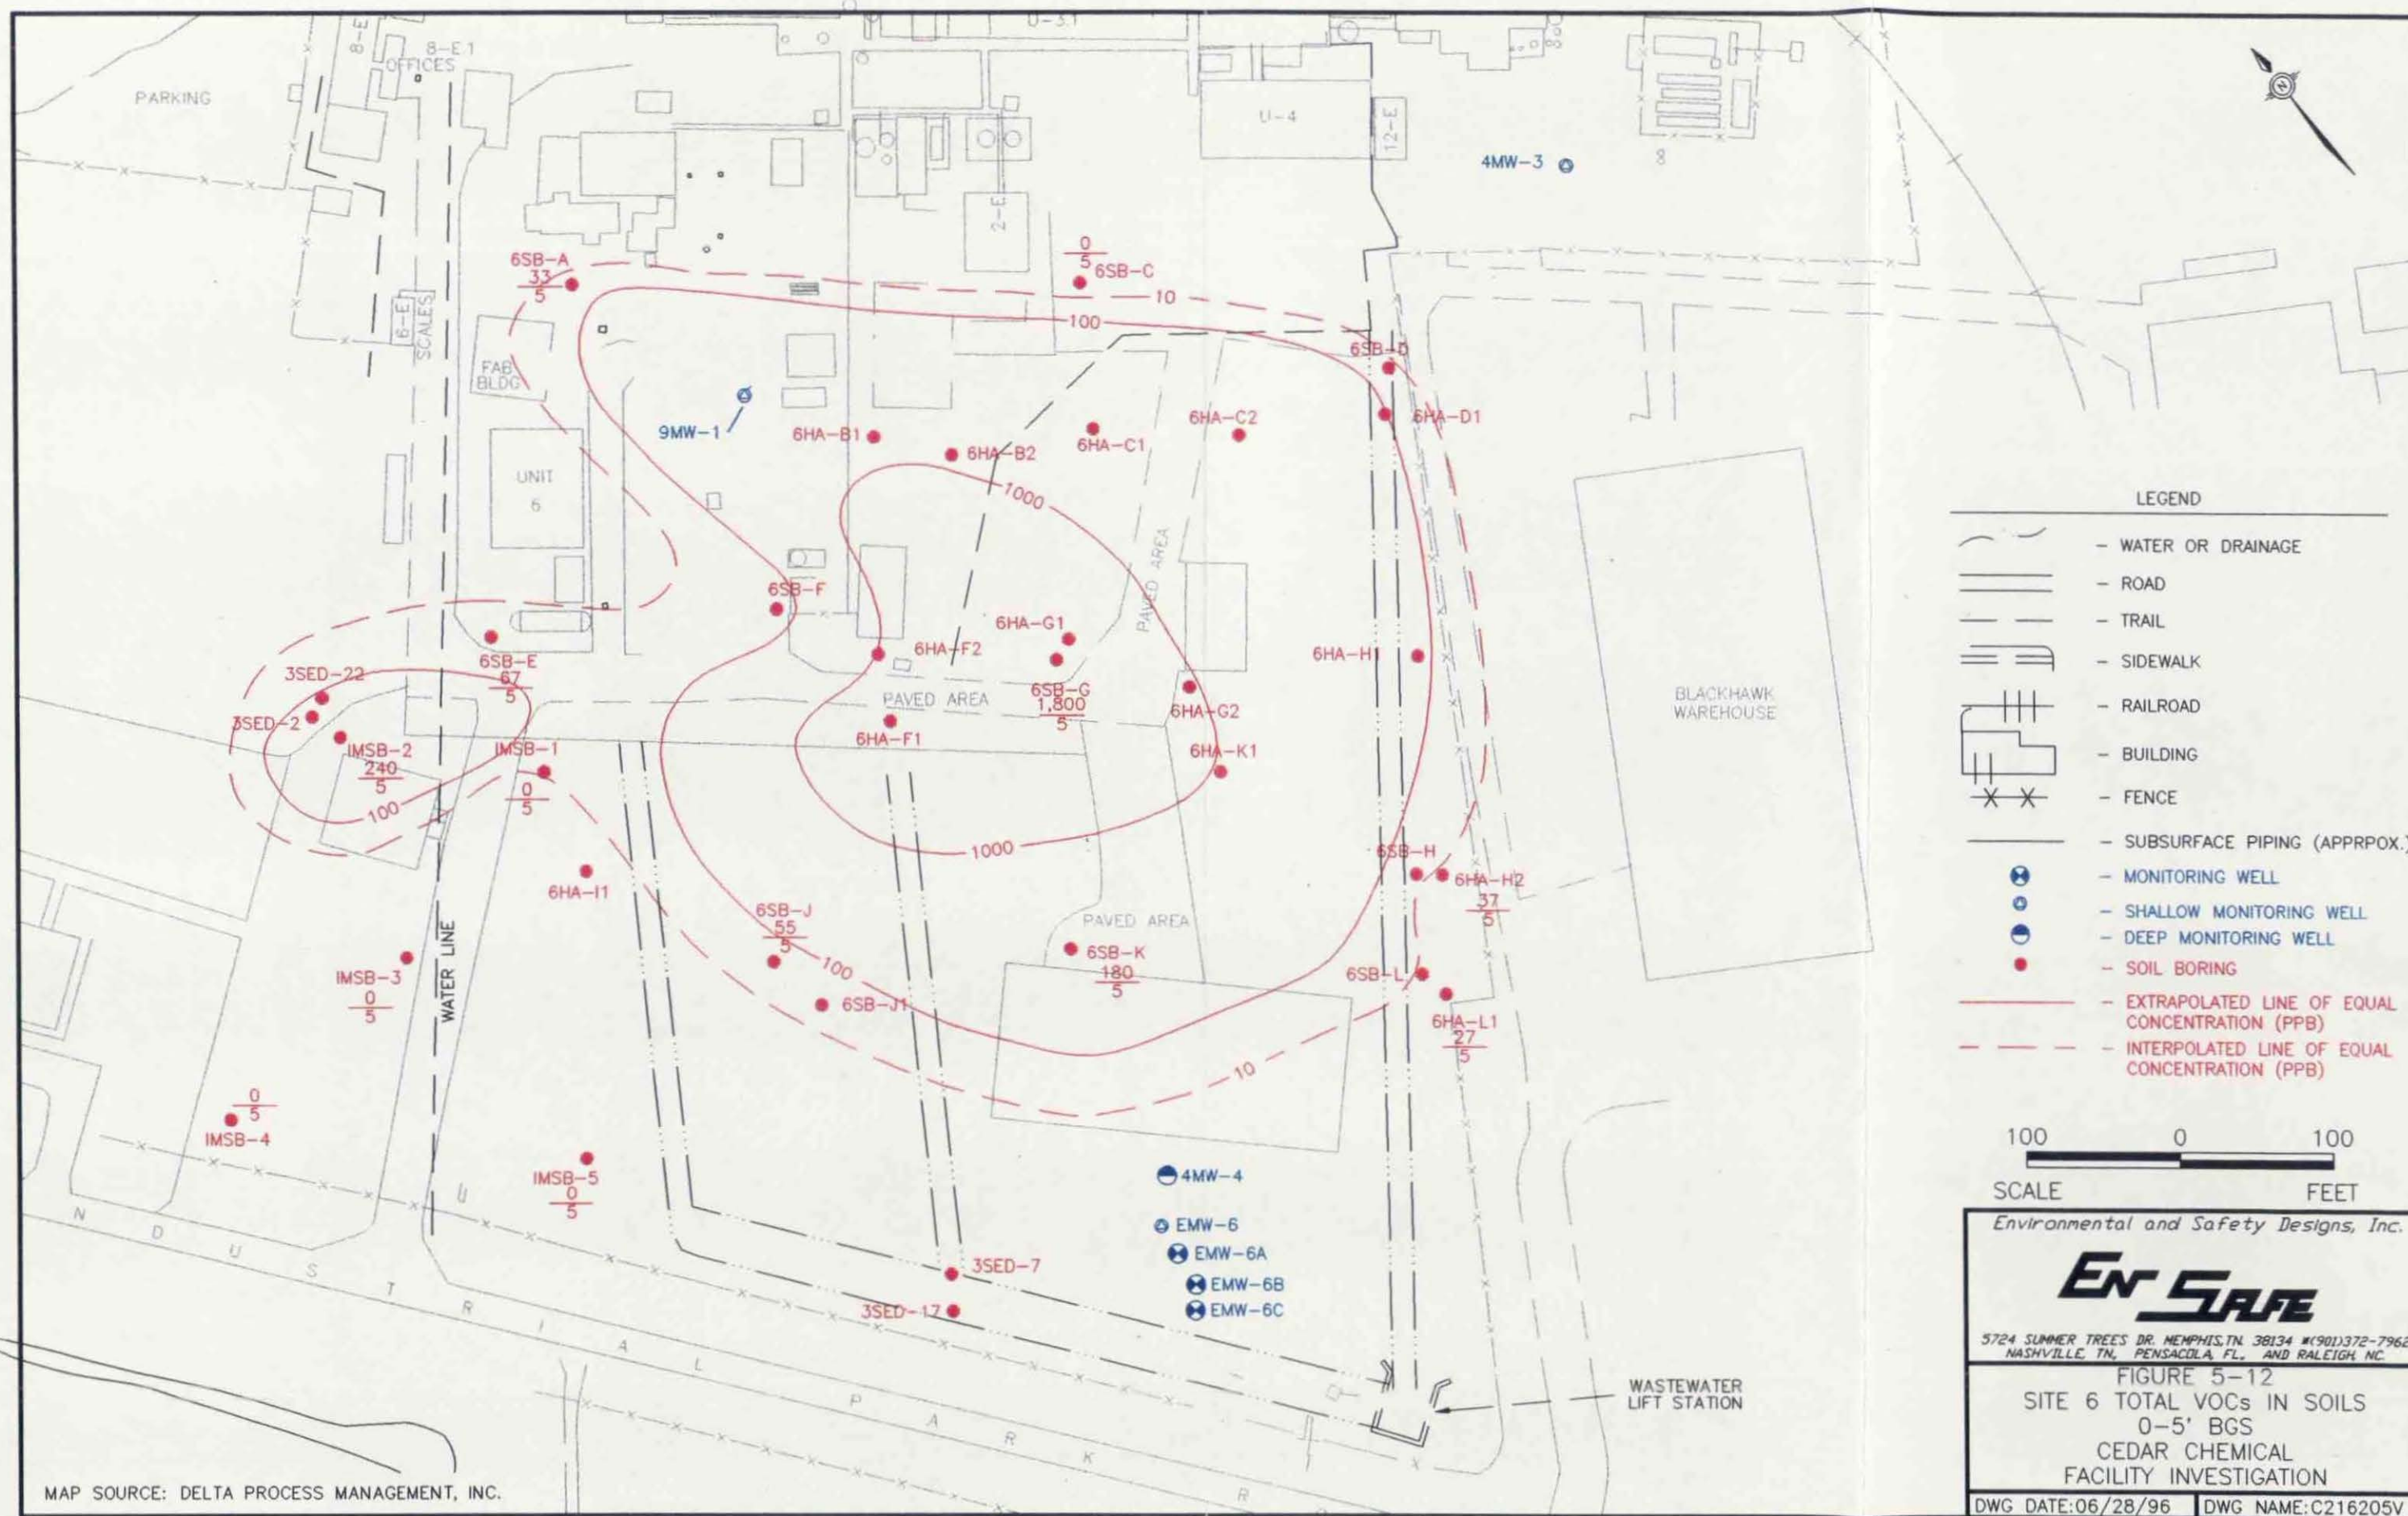 8-E
8-E.1
OFFICES
PARKING
U-3.1
U-4
12-E
8
4MW-3
2-E
6SB-A
33
5
0
5
6SB-C
10
100
6-E
SCALES
FAB
BLDG
6SB-D
6HA-D1
9MW-1
6HA-B1
6HA-B2
6HA-C1
6HA-C2
UNIT
6
1000
PAVED AREA
6SB-F
6HA-G1
6HA-F2
6HA-H1
6SB-E
67
5
3SED-22
3SED-2
IMSB-2
240
5
100
IMSB-1
0
5
PAVED AREA
6HA-F1
6SB-G
1,800
5
6HA-G2
6HA-K1
BLACKHAWK
WAREHOUSE
1000
6HA-I1
6SB-H
6HA-H2
37
5
6SB-J
55
5
100
6SB-J1
PAVED AREA
6SB-K
180
5
6SB-L
6HA-L1
27
5
10
IMSB-3
0
5
WATER LINE
0
5
IMSB-4
IMSB-5
0
5
4MW-4
EMW-6
EMW-6A
EMW-6B
EMW-6C
3SED-7
3SED-17
NDUSTRIAL PARK R
WASTEWATER
LIFT STATION
MAP SOURCE: DELTA PROCESS MANAGEMENT, INC.
N
LEGEND
- WATER OR DRAINAGE
- ROAD
- TRAIL
- SIDEWALK
- RAILROAD
- BUILDING
- FENCE
- SUBSURFACE PIPING (APPRPOX.)
- MONITORING WELL
- SHALLOW MONITORING WELL
- DEEP MONITORING WELL
- SOIL BORING
- EXTRAPOLATED LINE OF EQUAL
CONCENTRATION (PPB)
- INTERPOLATED LINE OF EQUAL
CONCENTRATION (PPB)
100 0 100
SCALE FEET
Environmental and Safety Designs, Inc.
ENSAFE
5724 SUMMER TREES DR. MEMPHIS,TN. 38134 #(901)372-7962
NASHVILLE, TN, PENSACOLA, FL, AND RALEIGH, NC
FIGURE 5-12
SITE 6 TOTAL VOCs IN SOILS
0-5' BGS
CEDAR CHEMICAL
FACILITY INVESTIGATION
DWG DATE:06/28/96 DWG NAME:C216205V